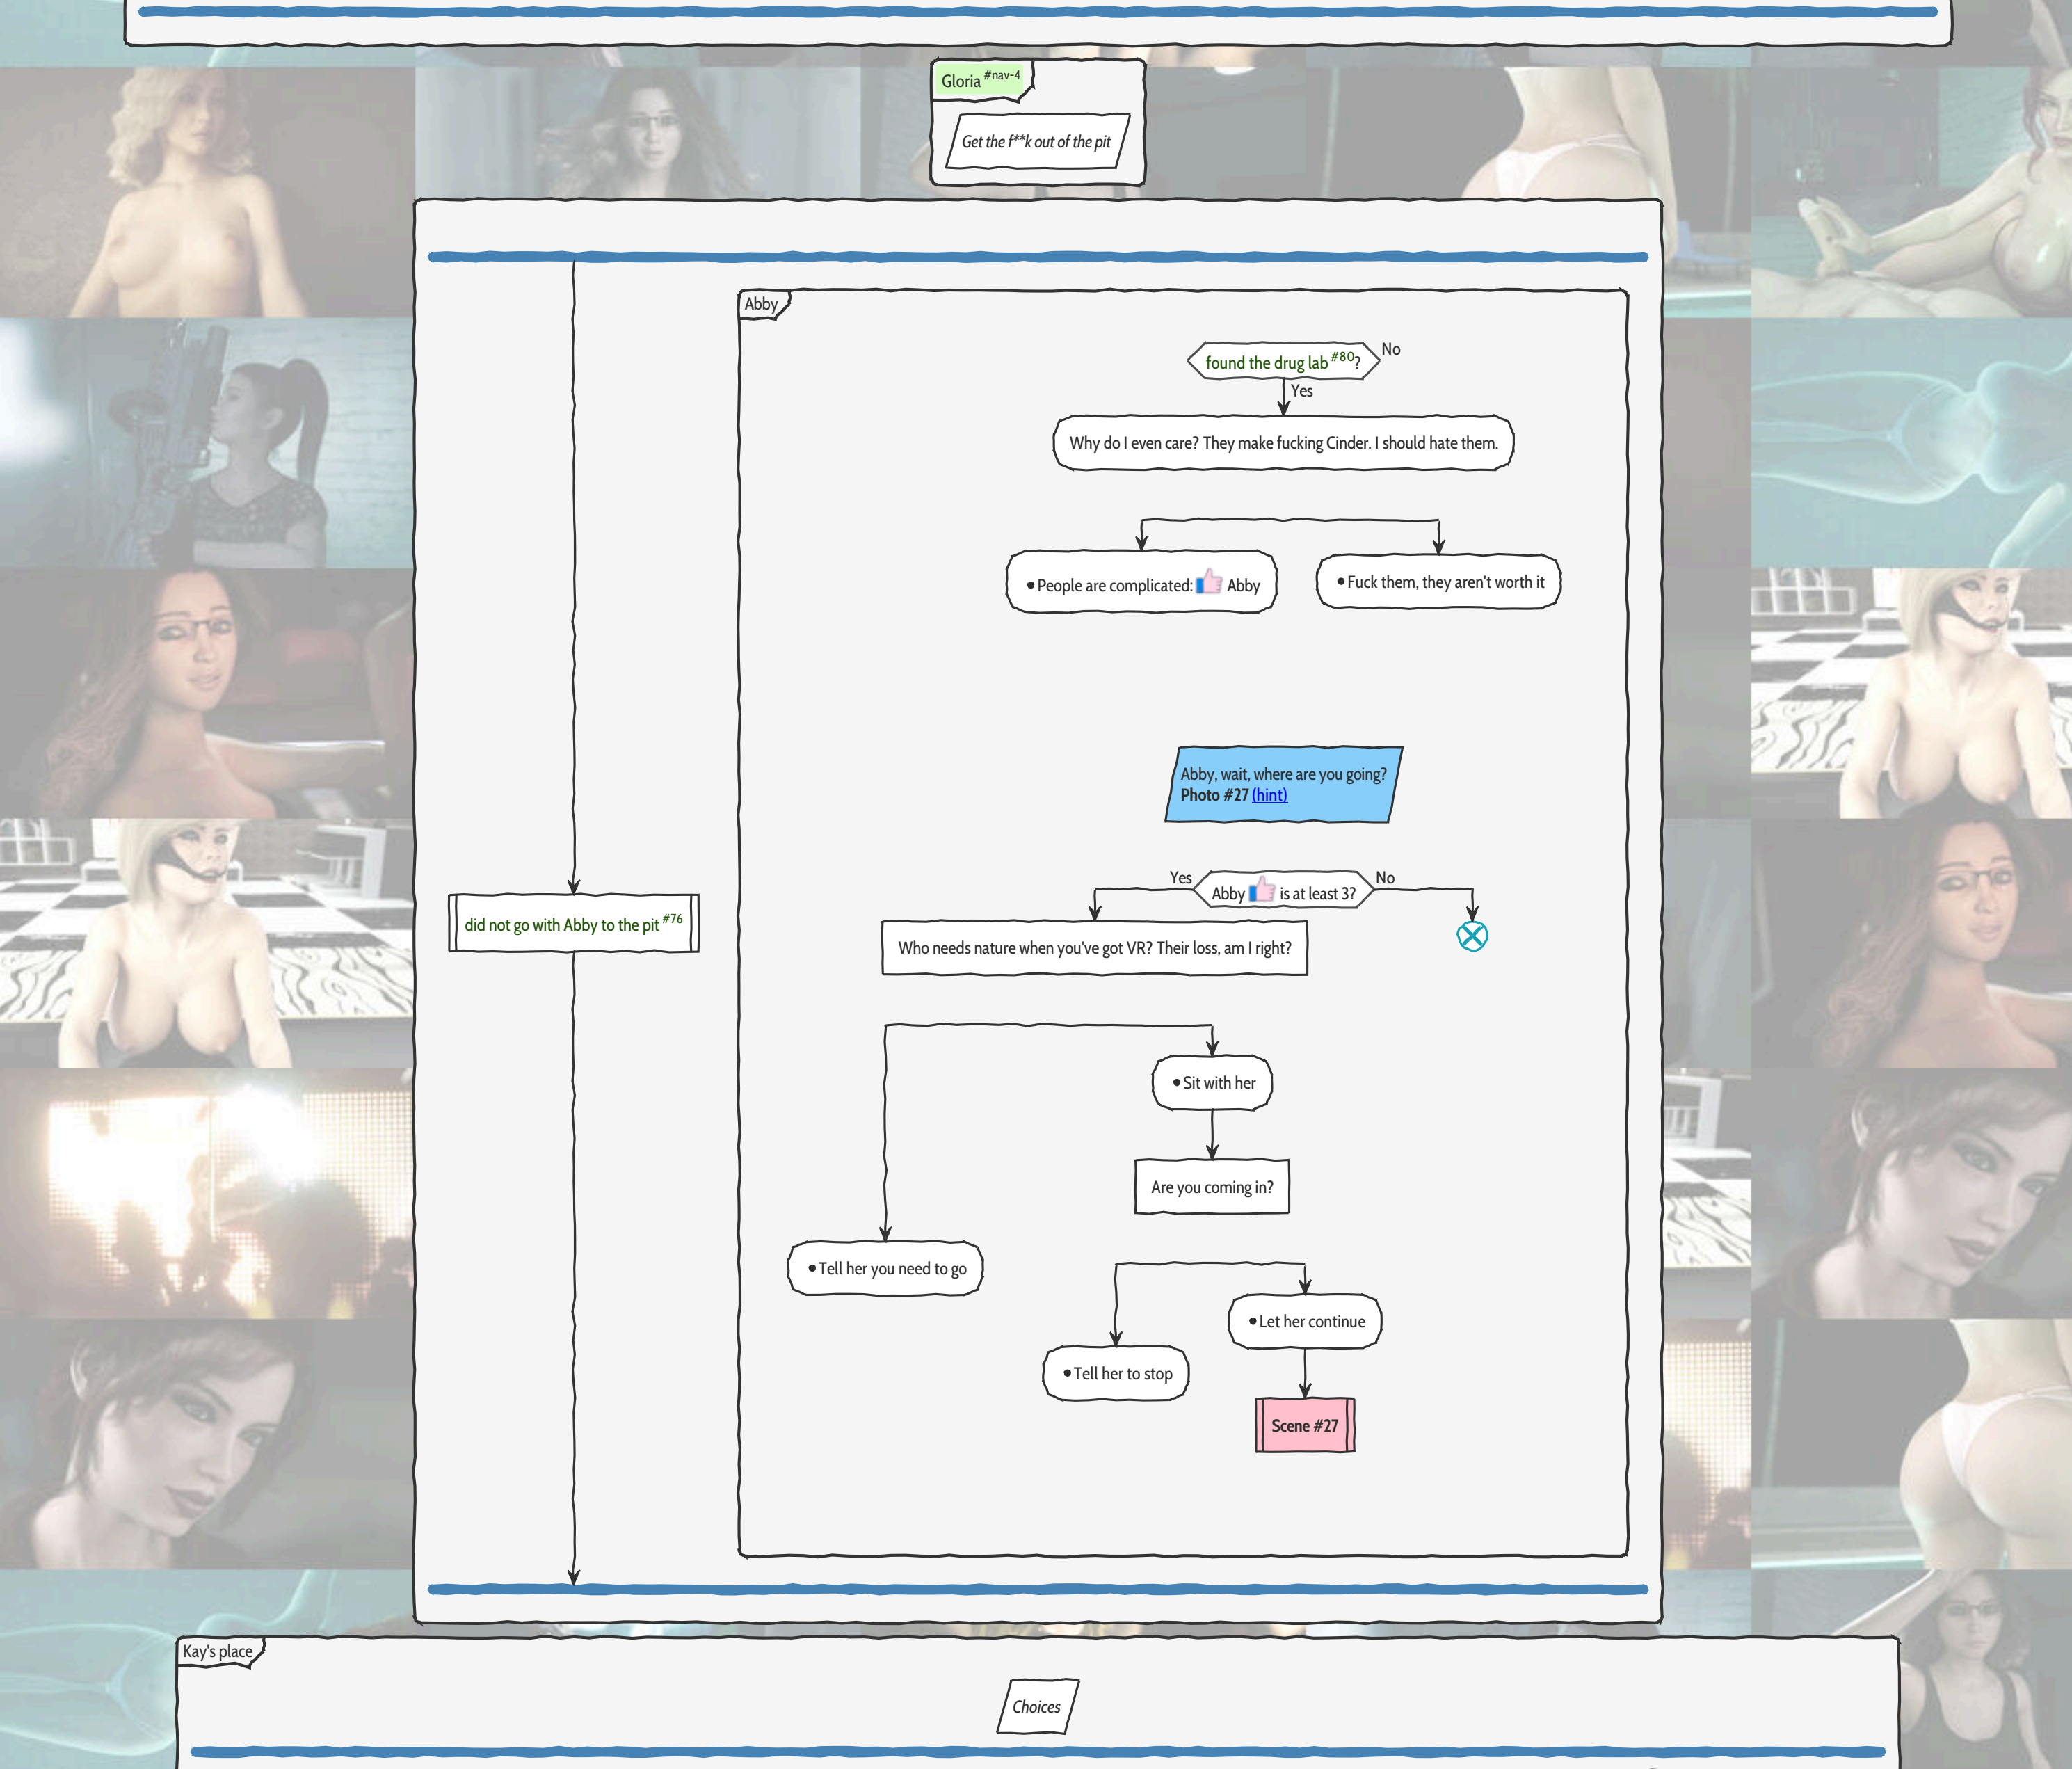 Gloria #nav-4
Get the f**k out of the pit
Abby
found the drug lab #80?
No
Yes
Why do I even care? They make fucking Cinder. I should hate them.
•People are complicated: Abby
•Fuck them, they aren't worth it
Abby, wait, where are you going?
Photo #27 (hint)
Yes
Abby is at least 3?
No
did not go with Abby to the pit #76
Who needs nature when you've got VR? Their loss, am I right?
•Sit with her
Are you coming in?
•Tell her you need to go
•Let her continue
•Tell her to stop
Scene #27
Kay's place
Choices